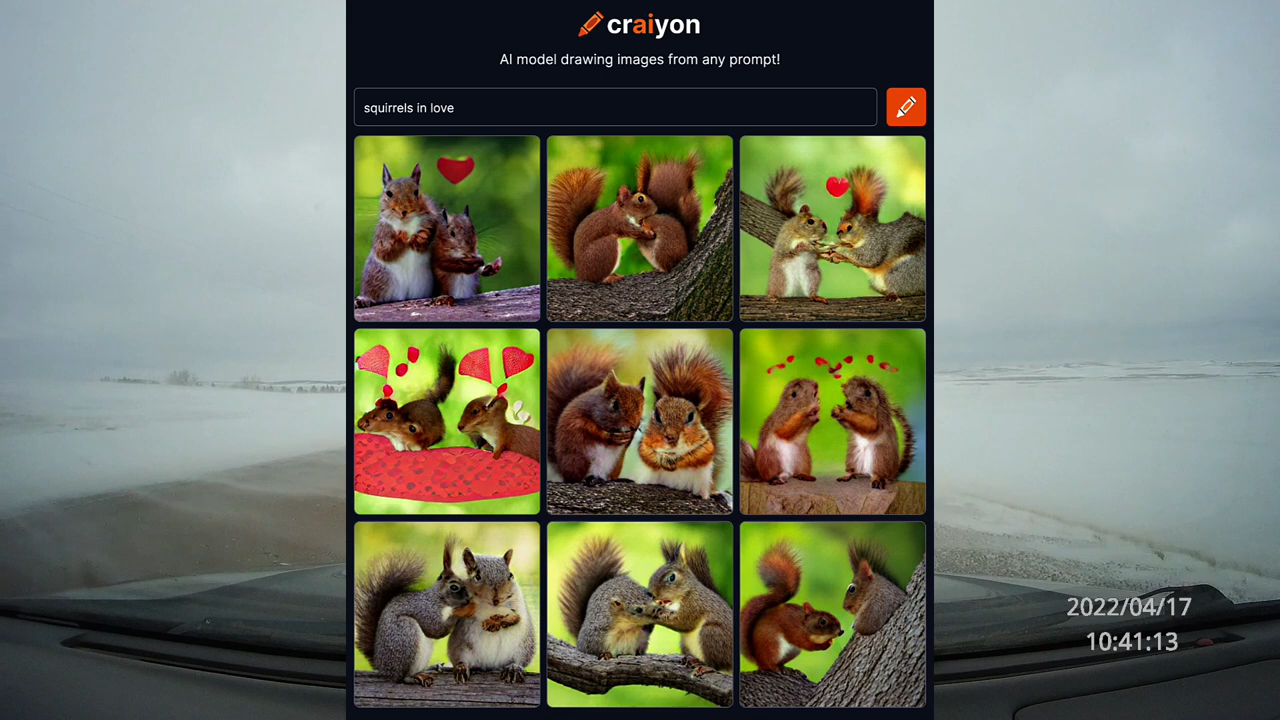 craiyon
AI model drawing images from any prompt!
squirrels in love
2022/04/17
10:41:13